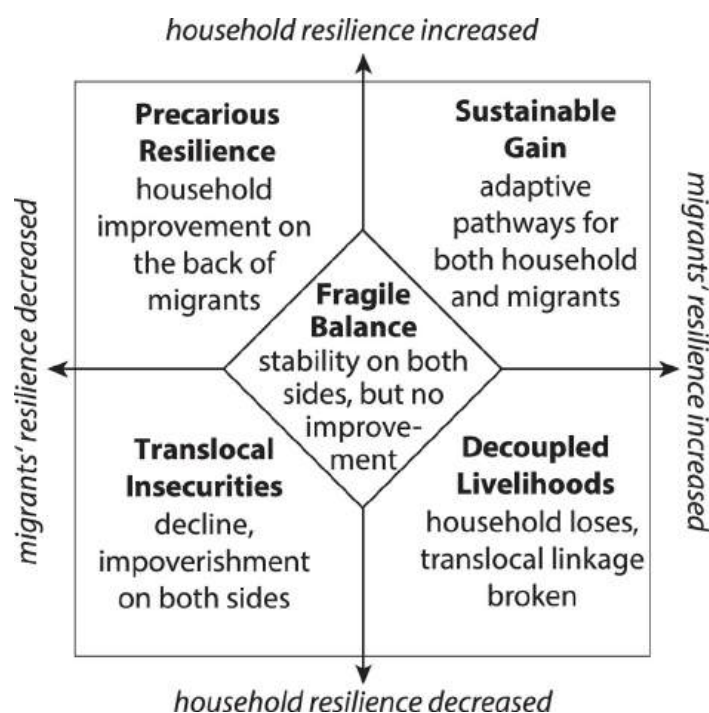 household resilience increased
Precarious
Resilience
household
improvement on
the back of
migrants
Sustainable
Gain
adaptive
pathways for
both household
and migrants
migrants‘ resilience decreased
Fragile
Balance
stability on both
sides, but no
improve-
ment
migrants‘ resilience increased
Translocal
Insecurities
decline,
impoverishment
on both sides
Decoupled
Livelihoods
household loses,
translocal linkage
broken
household resilience decreased